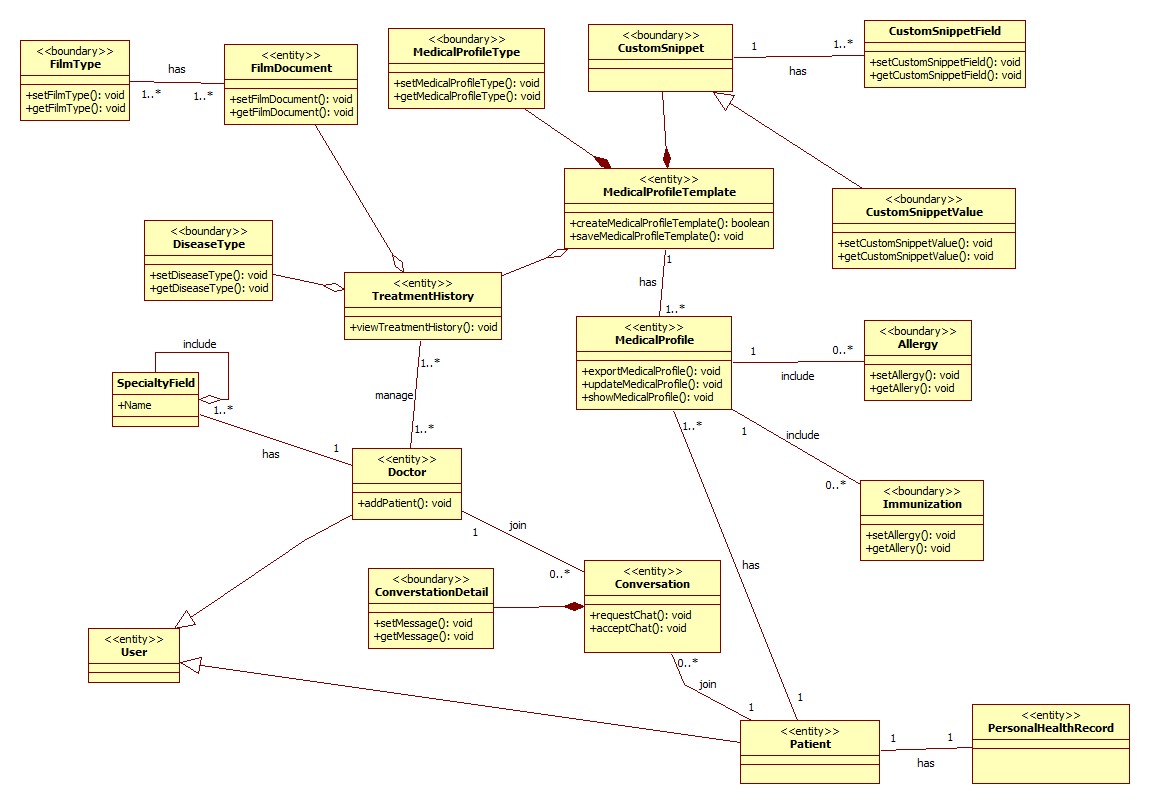 <<boundary>>
FilmType
+setFilmType(): void
+getFilmType(): void
has
1..*
1..*
<<entity>>
FilmDocument
+setFilmDocument(): void
+getFilmDocument(): void
<<boundary>>
MedicalProfileType
+setMedicalProfileType(): void
+getMedicalProfileType(): void
<<boundary>>
CustomSnippet
1
1..*
has
CustomSnippetField
+setCustomSnippetField(): void
+getCustomSnippetField(): void
<<entity>>
MedicalProfileTemplate
+createMedicalProfileTemplate(): boolean
+saveMedicalProfileTemplate(): void
<<boundary>>
CustomSnippetValue
+setCustomSnippetValue(): void
+getCustomSnippetValue(): void
<<boundary>>
DiseaseType
+setDiseaseType(): void
+getDiseaseType(): void
<<entity>>
TreatmentHistory
+viewTreatmentHistory(): void
1
has
1..*
<<entity>>
MedicalProfile
+exportMedicalProfile(): void
+updateMedicalProfile(): void
+showMedicalProfile(): void
1
0..*
include
<<boundary>>
Allergy
+setAllergy(): void
+getAllery(): void
include
SpecialtyField
+Name
1..*
1..*
manage
1..*
has
1
<<entity>>
Doctor
+addPatient(): void
1..*
1
include
0..*
<<boundary>>
Immunization
+setAllergy(): void
+getAllery(): void
join
1
0..*
<<boundary>>
ConverstationDetail
+setMessage(): void
+getMessage(): void
<<entity>>
Conversation
+requestChat(): void
+acceptChat(): void
has
<<entity>>
User
0..*
join
1
1
<<entity>>
Patient
1
1
has
<<entity>>
PersonalHealthRecord